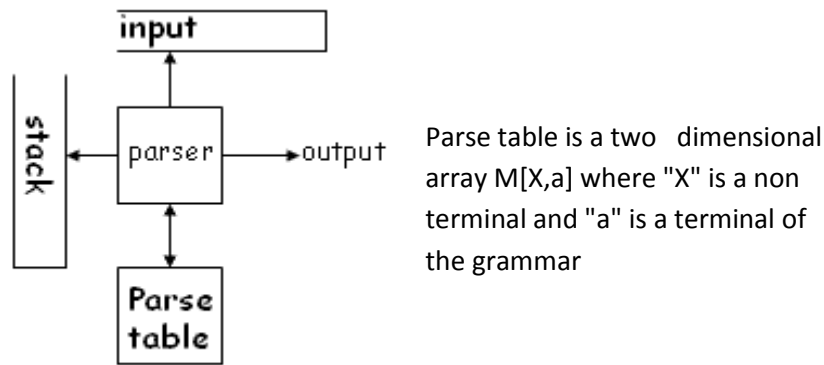 input
stack
parser
output
Parse
table
Parse table is a two dimensional
array M[X,a] where "X" is a non
terminal and "a" is a terminal of
the grammar